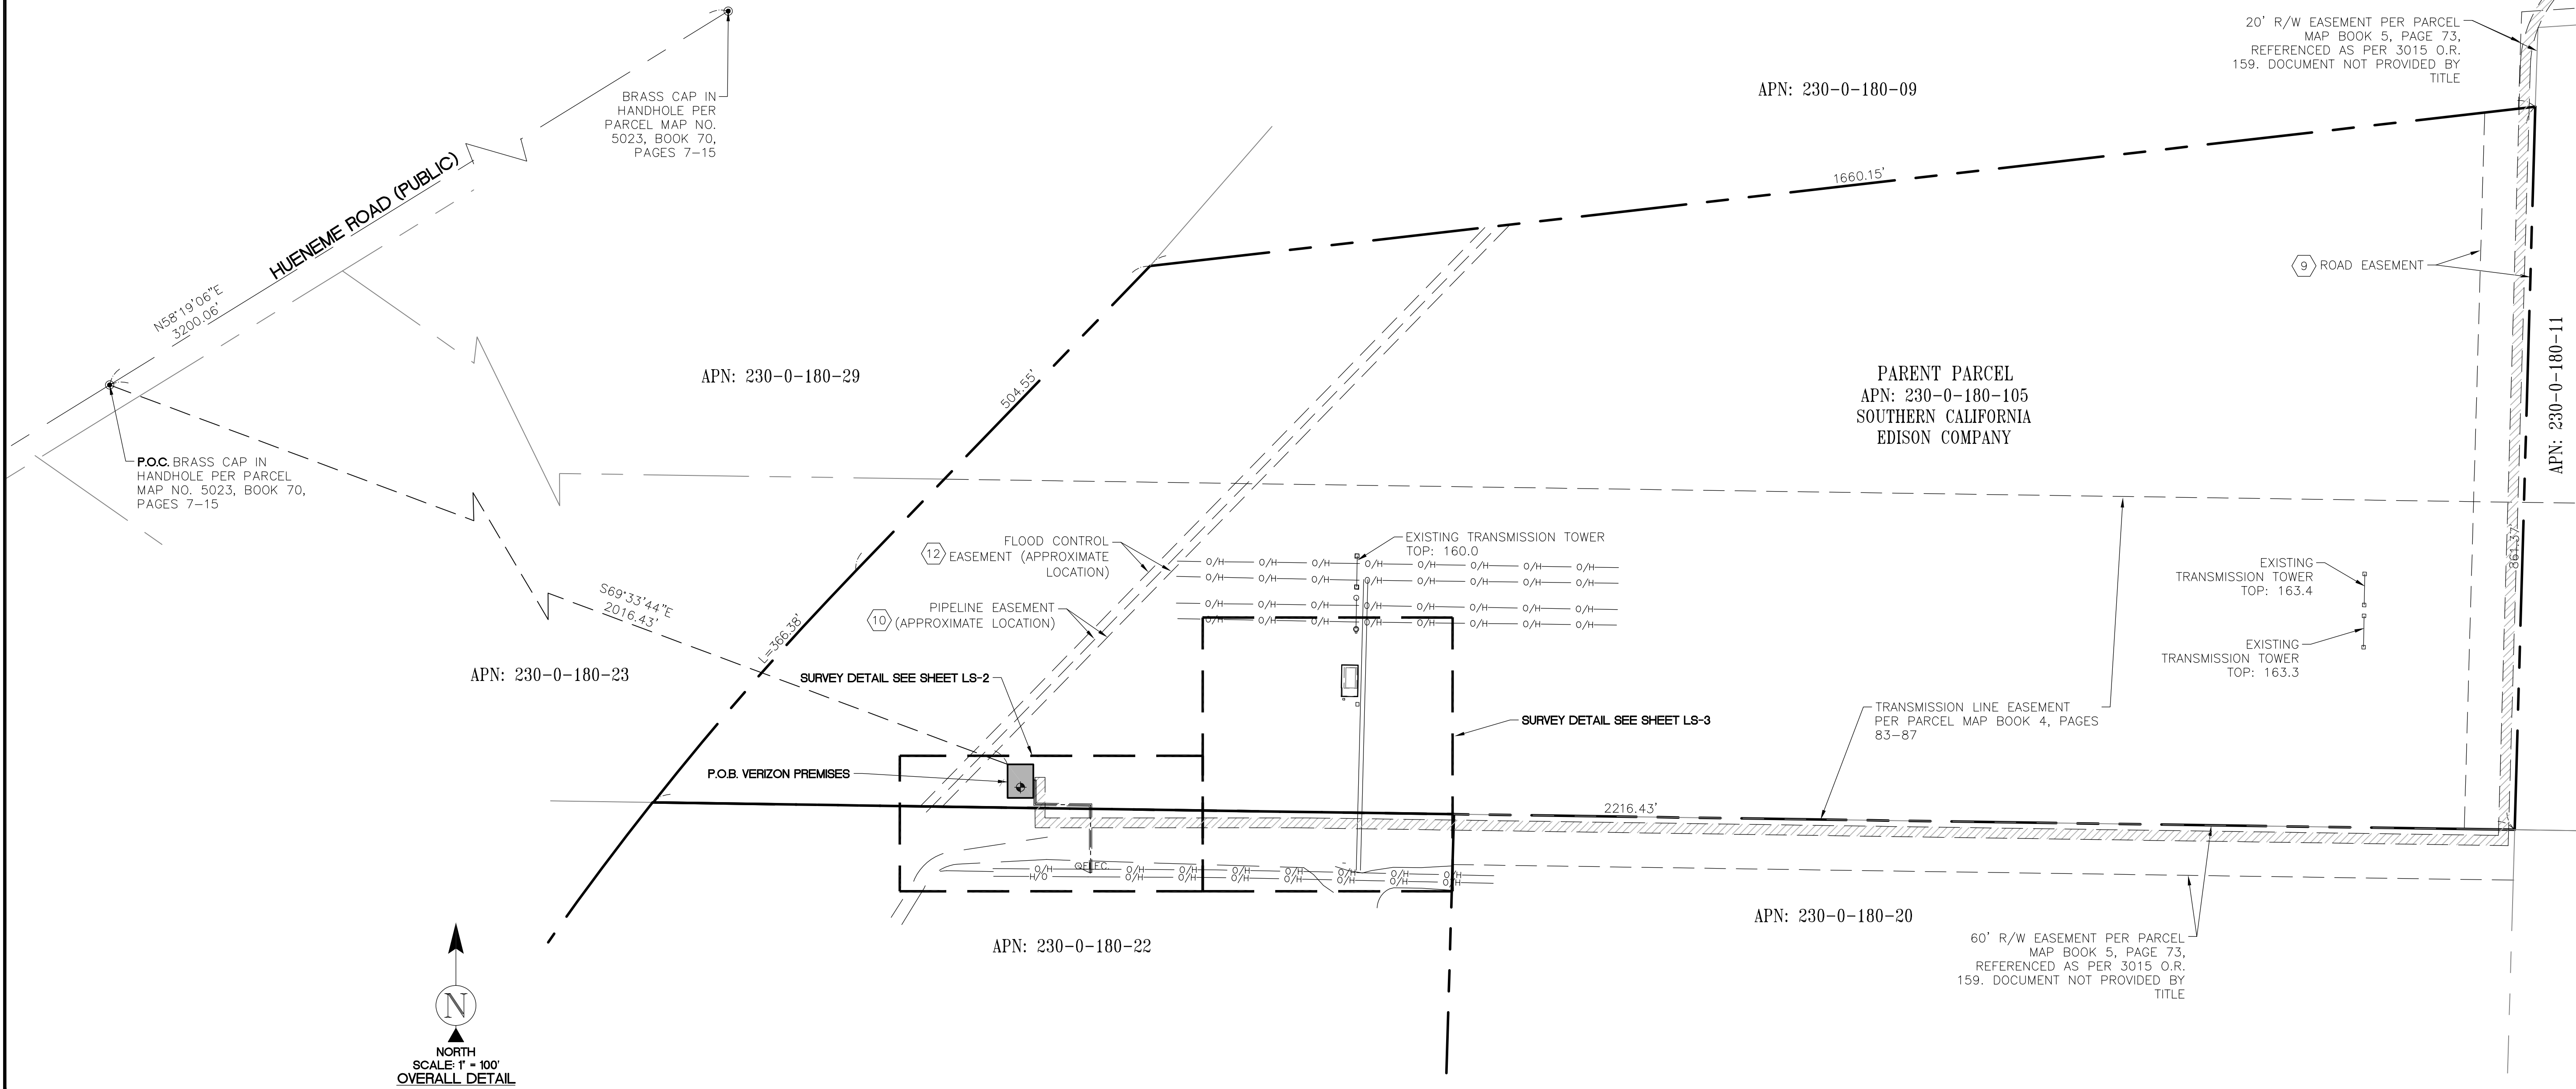 20' R/W EASEMENT PER PARCEL
MAP BOOK 5, PAGE 73,
REFERENCED AS PER 3015 O.R.
159. DOCUMENT NOT PROVIDED BY
TITLE
BRASS CAP IN
HANDHOLE PER
PARCEL MAP NO.
5023, BOOK 70,
PAGES 7-15
APN: 230-0-180-09
HUENEME ROAD (PUBLIC)
N58°19'06"E
3200.06'
1660.15'
9 ROAD EASEMENT
APN: 230-0-180-11
APN: 230-0-180-29
504.55'
PARENT PARCEL
APN: 230-0-180-105
SOUTHERN CALIFORNIA
EDISON COMPANY
P.O.C. BRASS CAP IN
HANDHOLE PER PARCEL
MAP NO. 5023, BOOK 70,
PAGES 7-15
12 FLOOD CONTROL
EASEMENT (APPROXIMATE
LOCATION)
EXISTING TRANSMISSION TOWER
TOP: 160.0
O/H O/H O/H O/H O/H O/H O/H O/H
O/H O/H O/H O/H O/H O/H O/H O/H
O/H O/H O/H O/H O/H O/H O/H O/H
O/H O/H O/H O/H O/H O/H O/H O/H
861.37'
EXISTING
TRANSMISSION TOWER
TOP: 163.4
EXISTING
TRANSMISSION TOWER
TOP: 163.3
S69°33'44"E
2016.43'
10 PIPELINE EASEMENT
(APPROXIMATE LOCATION)
L=366.38'
APN: 230-0-180-23
SURVEY DETAIL SEE SHEET LS-2
SURVEY DETAIL SEE SHEET LS-3
TRANSMISSION LINE EASEMENT
PER PARCEL MAP BOOK 4, PAGES
83-87
P.O.B. VERIZON PREMISES
2216.43'
O/H O/H O/H O/H O/H O/H O/H O/H O/H
H/O O/H O/H O/H O/H O/H O/H O/H O/H
APN: 230-0-180-22
APN: 230-0-180-20
60' R/W EASEMENT PER PARCEL
MAP BOOK 5, PAGE 73,
REFERENCED AS PER 3015 O.R.
159. DOCUMENT NOT PROVIDED BY
TITLE
N
NORTH
SCALE: 1" = 100'
OVERALL DETAIL